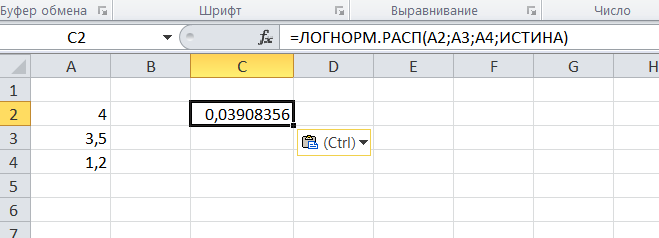 Буфер обмена Шрифт Выравнивание Число
C2 fx =ЛОГНОРМ.РАСП(A2;A3;A4;ИСТИНА)
A B C D E F G H
1
2 4 0,03908356
3 3,5 (Ctrl)
4 1,2
5
6
7